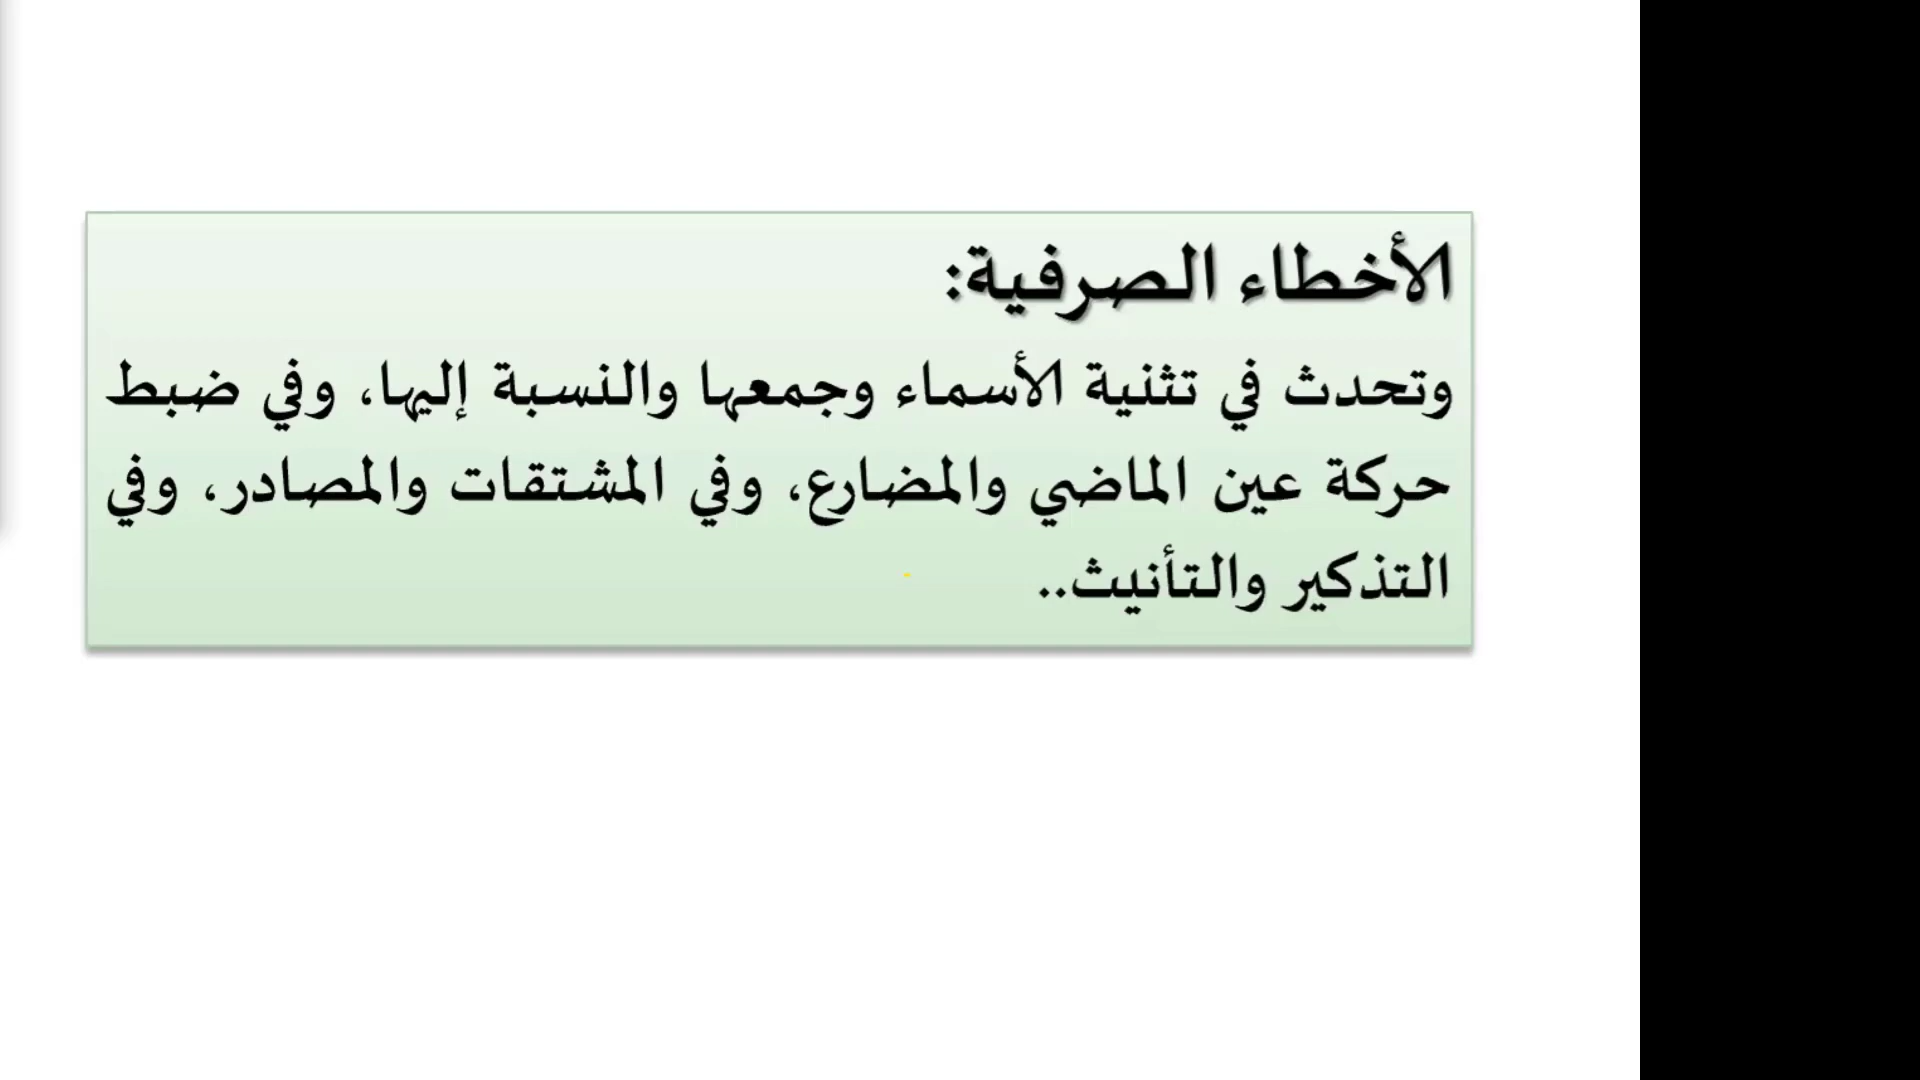 الأخطاء الصرفية:
وتحدث في تثنية الأسماء وجمعها والنسبة إليها، وفي ضبط
حركة عين الماضي والمضارع، وفي المشتقات والمصادر، وفي
التذكير والتأنيث..